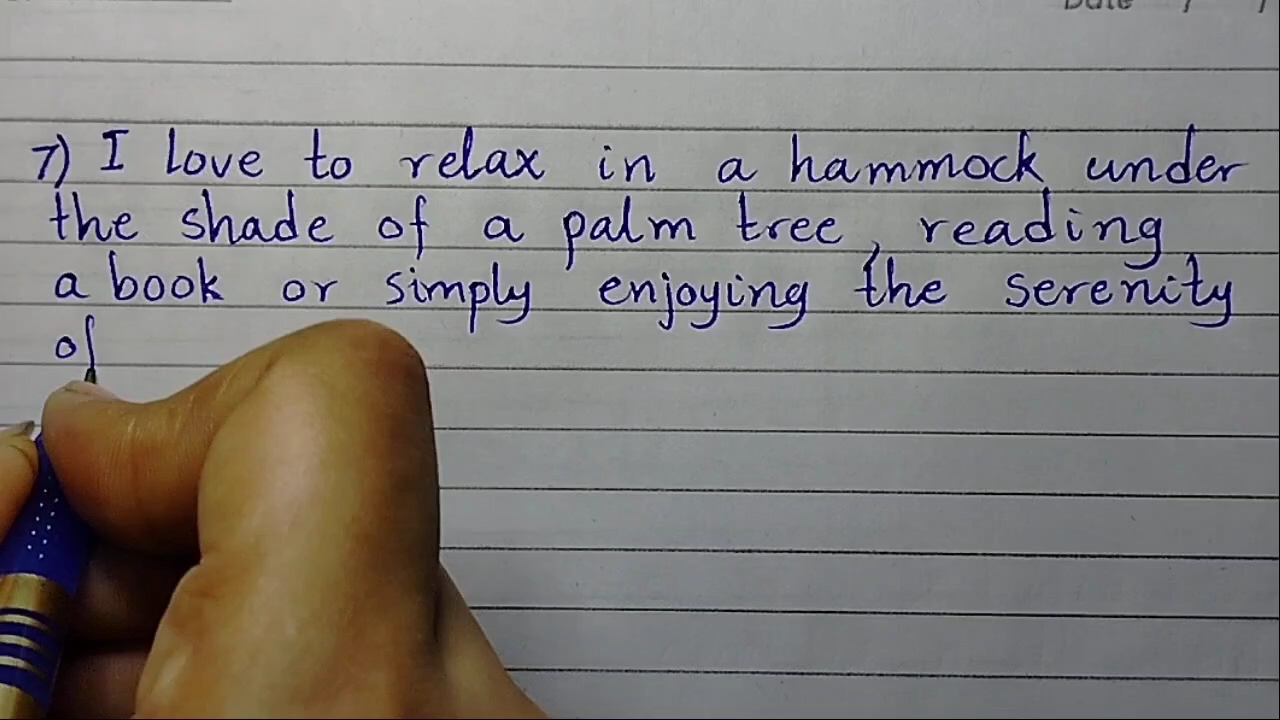 Date / /
7) I love to relax in a hammock under
the shade of a palm tree, reading
a book or simply enjoying the serenity
of